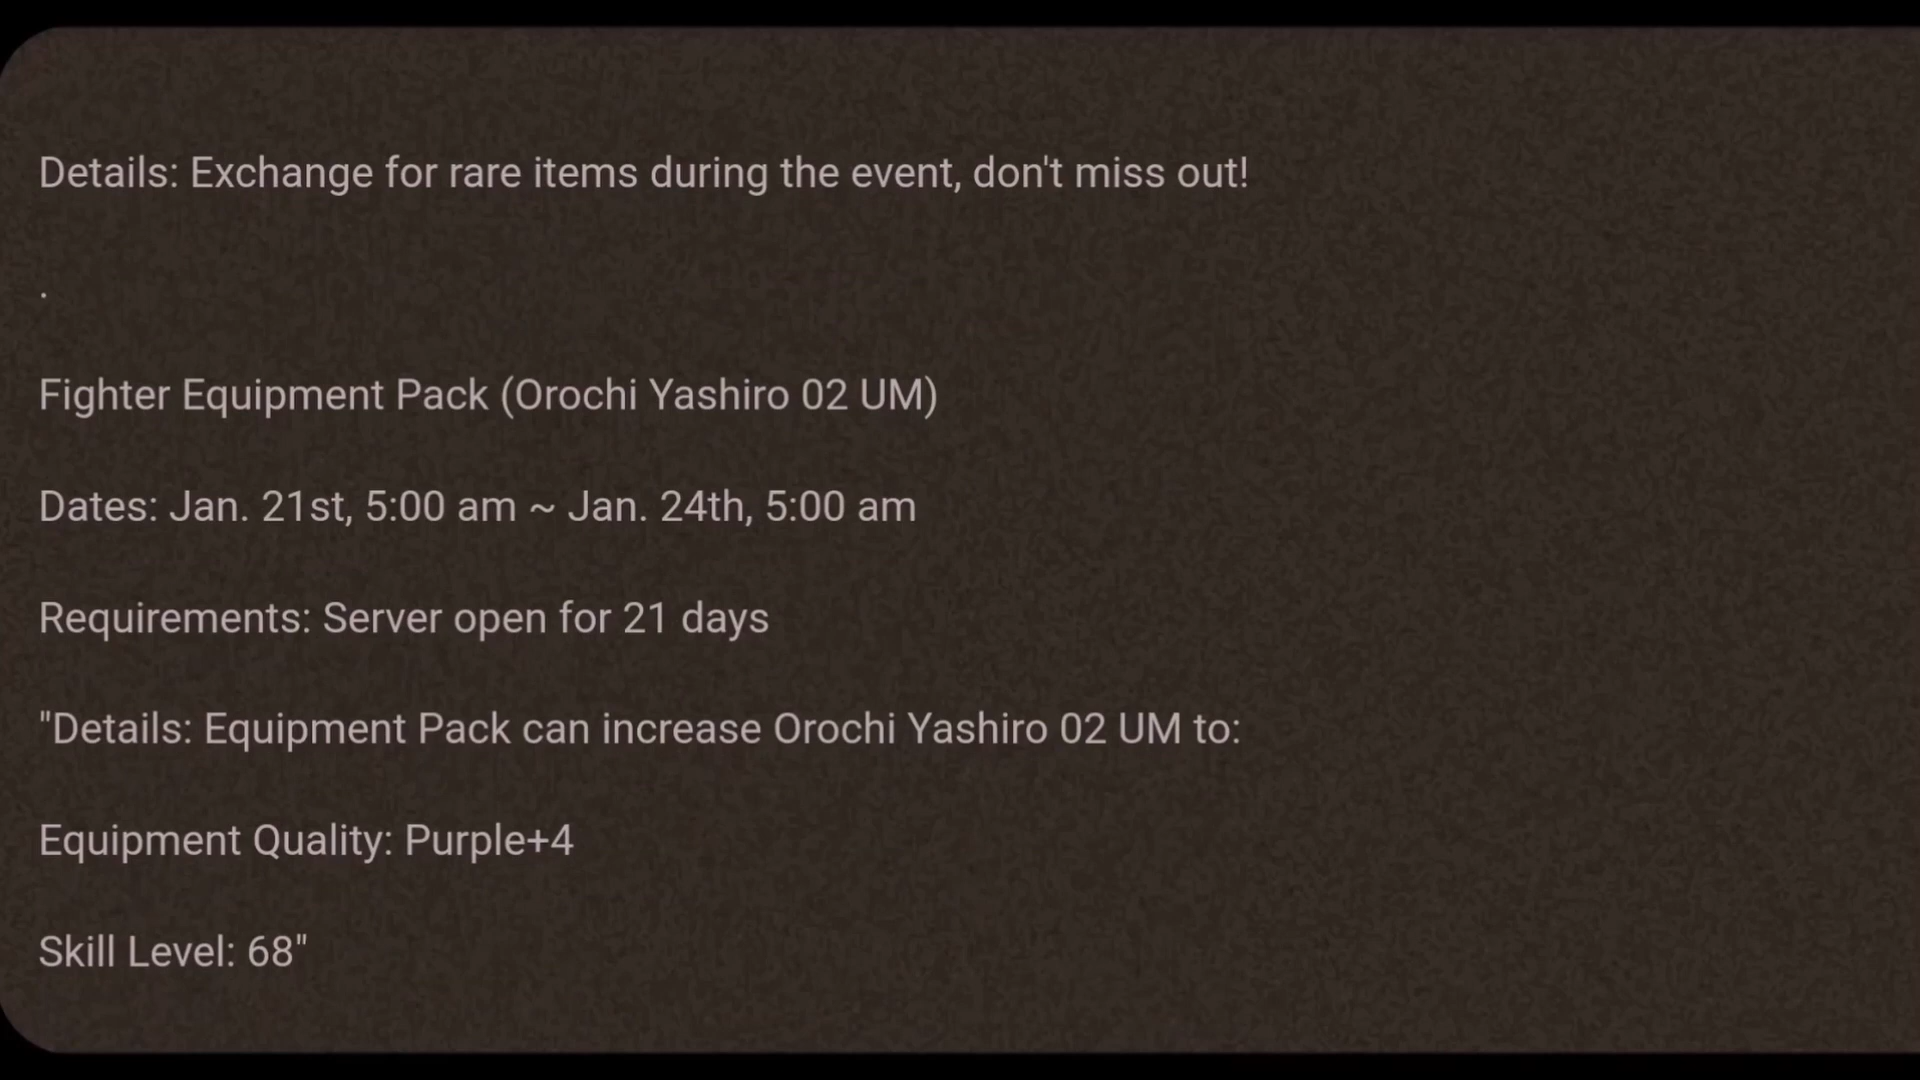 Details: Exchange for rare items during the event, don't miss out!
.
Fighter Equipment Pack (Orochi Yashiro 02 UM)
Dates: Jan. 21st, 5:00 am ~ Jan. 24th, 5:00 am
Requirements: Server open for 21 days
"Details: Equipment Pack can increase Orochi Yashiro 02 UM to:
Equipment Quality: Purple+4
Skill Level: 68"